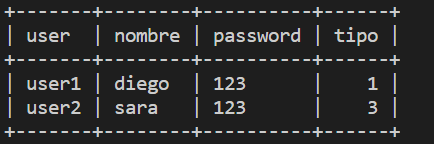 +-------+--------+----------+------+
| user  | nombre | password | tipo |
+-------+--------+----------+------+
| user1 | diego  | 123      |    1 |
| user2 | sara   | 123      |    3 |
+-------+--------+----------+------+